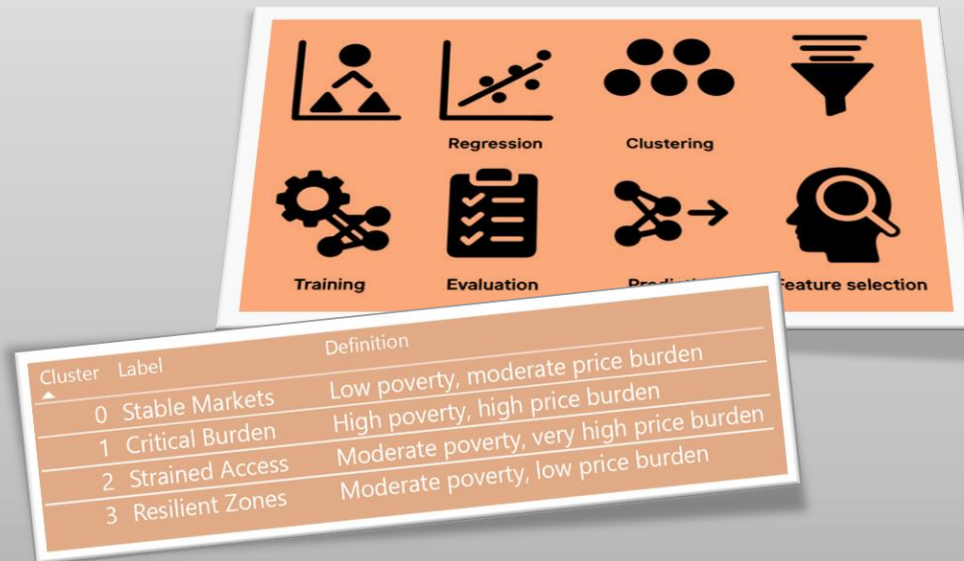 Regression Clustering
Training Evaluation Feature selection
Cluster Label Definition
0 Stable Markets Low poverty, moderate price burden
1 Critical Burden High poverty, high price burden
2 Strained Access Moderate poverty, very high price burden
3 Resilient Zones Moderate poverty, low price burden